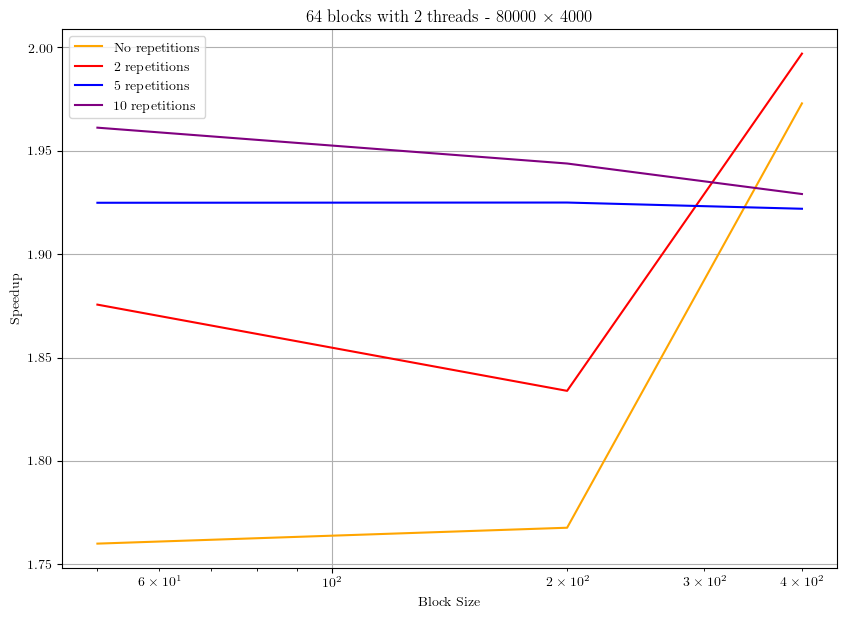 64 blocks with 2 threads - 80000 × 4000
No repetitions
2 repetitions
5 repetitions
10 repetitions
2.00
1.95
1.90
1.85
1.80
1.75
Speedup
6 × 10¹
10²
2 × 10²
3 × 10²
4 × 10²
Block Size